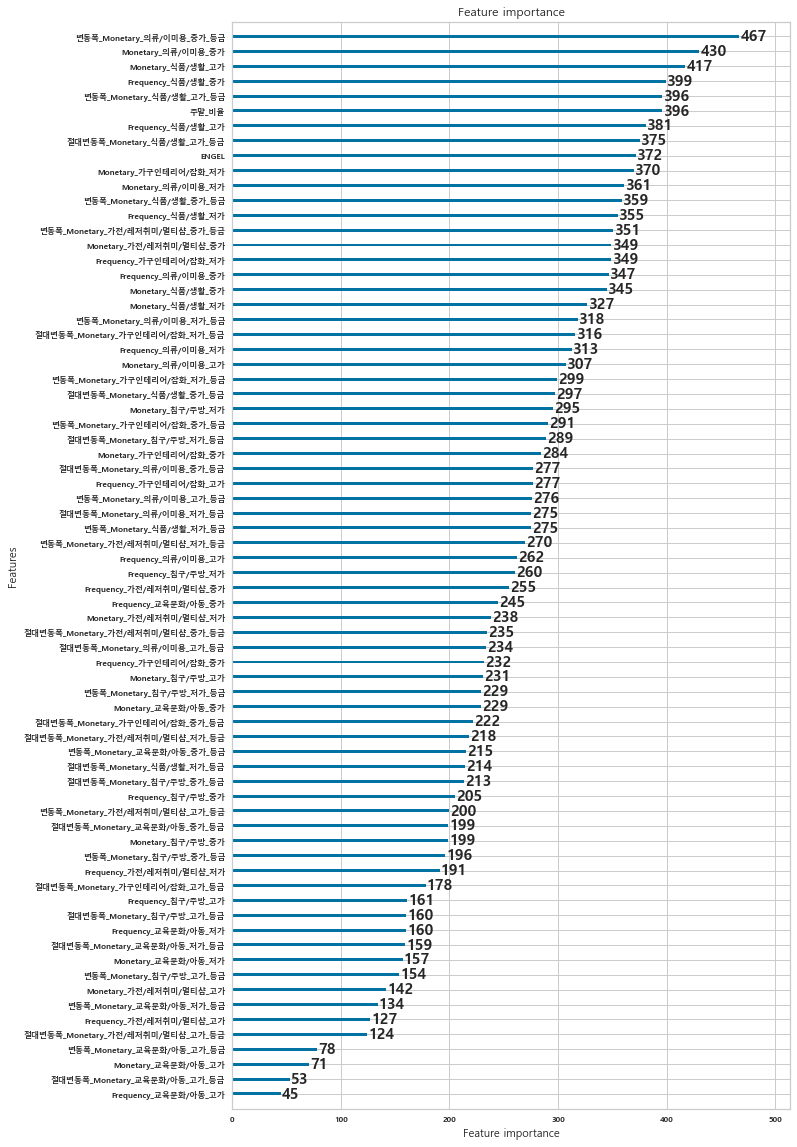 Feature importance
변동폭_Monetary_의류/이미용_중가_등금 467
Monetary_의류/이미용_중가 430
Monetary_식품/생활_고가 417
Frequency_식품/생활_중가 399
변동폭_Monetary_식품/생활_고가_등금 396
주말_비율 396
Frequency_식품/생활_고가 381
절대변동폭_Monetary_식품/생활_고가_등금 375
ENGEL 372
Monetary_가구인테리어/잡화_저가 370
Monetary_의류/이미용_저가 361
변동폭_Monetary_식품/생활_중가_등금 359
Frequency_식품/생활_저가 355
변동폭_Monetary_가전/레저취미/멀티샵_중가_등금 351
Monetary_가전/레저취미/멀티샵_중가 349
Frequency_가구인테리어/잡화_저가 349
Frequency_의류/이미용_중가 347
Monetary_식품/생활_중가 345
Monetary_식품/생활_저가 327
변동폭_Monetary_의류/이미용_저가_등금 318
절대변동폭_Monetary_가구인테리어/잡화_저가_등금 316
Frequency_의류/이미용_저가 313
Monetary_의류/이미용_고가 307
변동폭_Monetary_가구인테리어/잡화_저가_등금 299
절대변동폭_Monetary_식품/생활_중가_등금 297
Monetary_침구/주방_저가 295
변동폭_Monetary_가구인테리어/잡화_중가_등금 291
절대변동폭_Monetary_침구/주방_저가_등금 289
Monetary_가구인테리어/잡화_중가 284
절대변동폭_Monetary_의류/이미용_중가_등금 277
Frequency_가구인테리어/잡화_고가 277
변동폭_Monetary_의류/이미용_고가_등금 276
절대변동폭_Monetary_의류/이미용_저가_등금 275
변동폭_Monetary_식품/생활_저가_등금 275
변동폭_Monetary_가전/레저취미/멀티샵_저가_등금 270
Frequency_의류/이미용_고가 262
Frequency_침구/주방_저가 260
Frequency_가전/레저취미/멀티샵_중가 255
Frequency_교육문화/아동_중가 245
Monetary_가전/레저취미/멀티샵_저가 238
절대변동폭_Monetary_가전/레저취미/멀티샵_중가_등금 235
절대변동폭_Monetary_의류/이미용_고가_등금 234
Frequency_가구인테리어/잡화_중가 232
Monetary_침구/주방_고가 231
변동폭_Monetary_침구/주방_저가_등금 229
Monetary_교육문화/아동_중가 229
절대변동폭_Monetary_가구인테리어/잡화_중가_등금 222
절대변동폭_Monetary_가전/레저취미/멀티샵_저가_등금 218
변동폭_Monetary_교육문화/아동_중가_등금 215
절대변동폭_Monetary_식품/생활_저가_등금 214
절대변동폭_Monetary_침구/주방_중가_등금 213
Frequency_침구/주방_중가 205
변동폭_Monetary_가전/레저취미/멀티샵_고가_등금 200
절대변동폭_Monetary_교육문화/아동_중가_등금 199
Monetary_침구/주방_중가 199
변동폭_Monetary_침구/주방_중가_등금 196
Frequency_가전/레저취미/멀티샵_저가 191
절대변동폭_Monetary_가구인테리어/잡화_고가_등금 178
Frequency_침구/주방_고가 161
절대변동폭_Monetary_침구/주방_고가_등금 160
Frequency_교육문화/아동_저가 160
절대변동폭_Monetary_교육문화/아동_저가_등금 159
Monetary_교육문화/아동_저가 157
변동폭_Monetary_침구/주방_고가_등금 154
Monetary_가전/레저취미/멀티샵_고가 142
변동폭_Monetary_교육문화/아동_저가_등금 134
Frequency_가전/레저취미/멀티샵_고가 127
절대변동폭_Monetary_가전/레저취미/멀티샵_고가_등금 124
변동폭_Monetary_교육문화/아동_고가_등금 78
Monetary_교육문화/아동_고가 71
절대변동폭_Monetary_교육문화/아동_고가_등금 53
Frequency_교육문화/아동_고가 45
Features
0 100 200 300 400 500
Feature importance